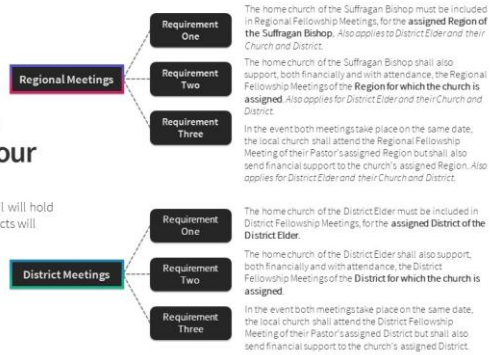 our
l will hold
cts will
Regional Meetings
Requirement
One
The home church of the Suffragan Bishop must be included
in Regional Fellowship Meetings, for the assigned Region of
the Suffragan Bishop. Also applies to District Elder and their
Church and District.
Requirement
Two
The home church of the Suffragan Bishop shall also
support, both financially and with attendance, the Regional
Fellowship Meetings of the Region for which the church is
assigned. Also applies for District Elder and their Church and
District.
Requirement
Three
In the event both meetings take place on the same date,
the local church shall attend the Regional Fellowship
Meeting of their Pastor's assigned Region but shall also
send financial support to the church's assigned Region. Also
applies for District Elder and their Church and District.
District Meetings
Requirement
One
The home church of the District Elder must be included in
District Fellowship Meetings, for the assigned District of the
District Elder.
Requirement
Two
The home church of the District Elder shall also support,
both financially and with attendance, the District
Fellowship Meetings of the District for which the church is
assigned.
Requirement
Three
In the event both meetings take place on the same date,
the local church shall attend the District Fellowship
Meeting of their Pastor's assigned District but shall also
send financial support to the church's assigned District.